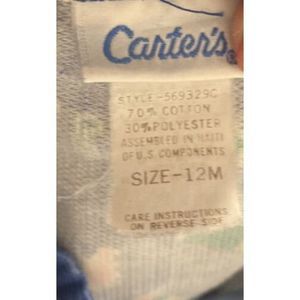 Carter's®
STYLE-569329C
70% COTTON
30% POLYESTER
ASSEMBLED IN HAITI
OF U.S. COMPONENTS
SIZE-12M
CARE INSTRUCTIONS
ON REVERSE SIDE